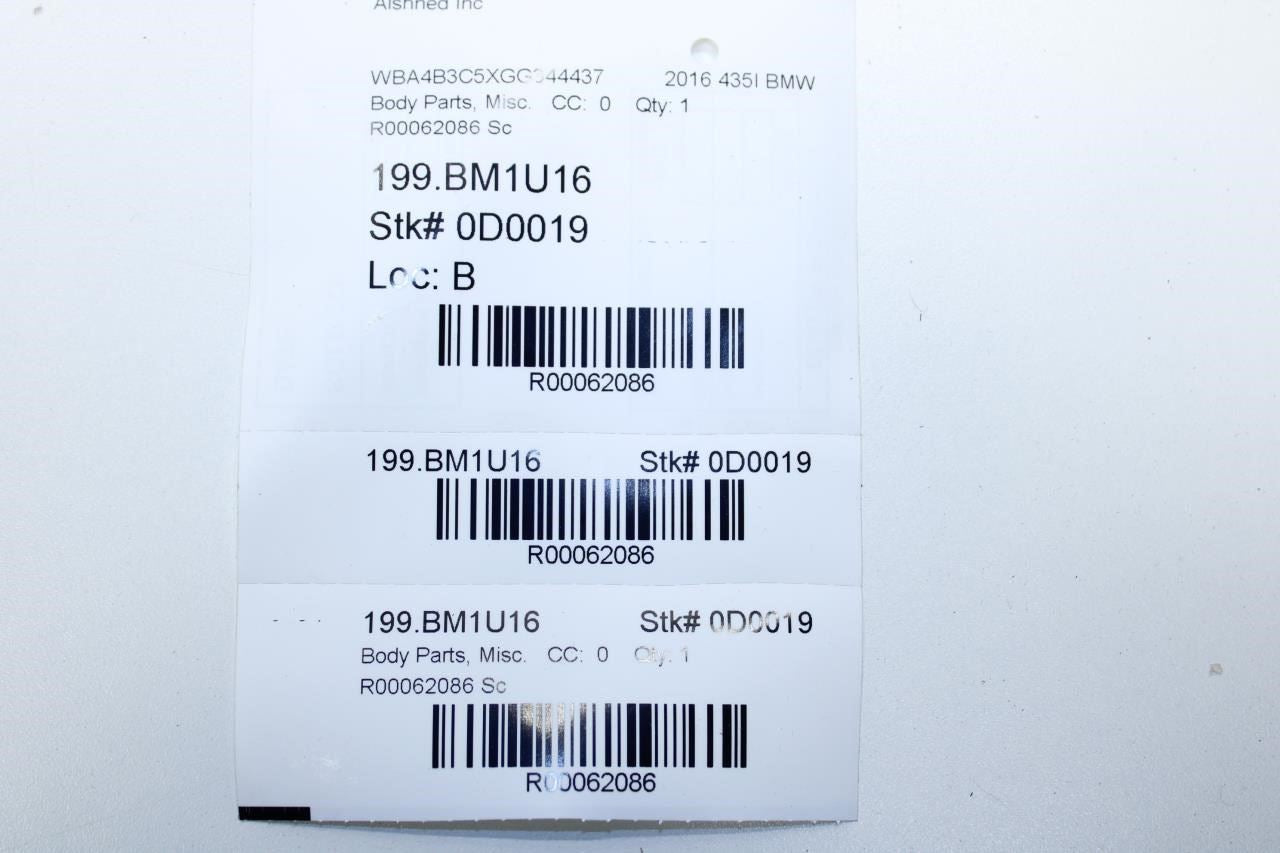 Inc
WBA4B3C5XGG344437 2016 435I BMW
Body Parts, Misc. CC: 0 Qty: 1
R00062086 Sc
199.BM1U16
Stk# 0D0019
Loc: B
R00062086
199.BM1U16 Stk# 0D0019
R00062086
199.BM1U16 Stk# 0D0019
Body Parts, Misc. CC: 0 Qty: 1
R00062086 Sc
R00062086